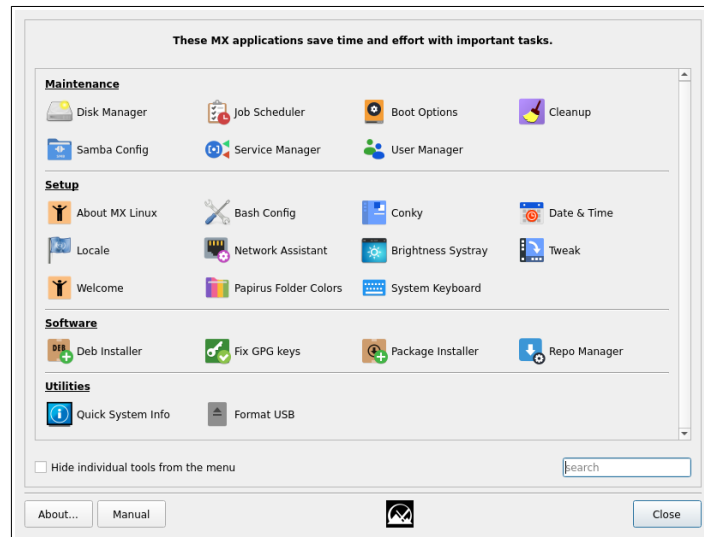 These MX applications save time and effort with important tasks.
Maintenance
Disk Manager Job Scheduler Boot Options Cleanup
Samba Config Service Manager User Manager
Setup
About MX Linux Bash Config Conky Date & Time
Locale Network Assistant Brightness Systray Tweak
Welcome Papirus Folder Colors System Keyboard
Software
DEB Deb Installer Fix GPG keys Package Installer Repo Manager
Utilities
Quick System Info Format USB
Hide individual tools from the menu search
About... Manual Close